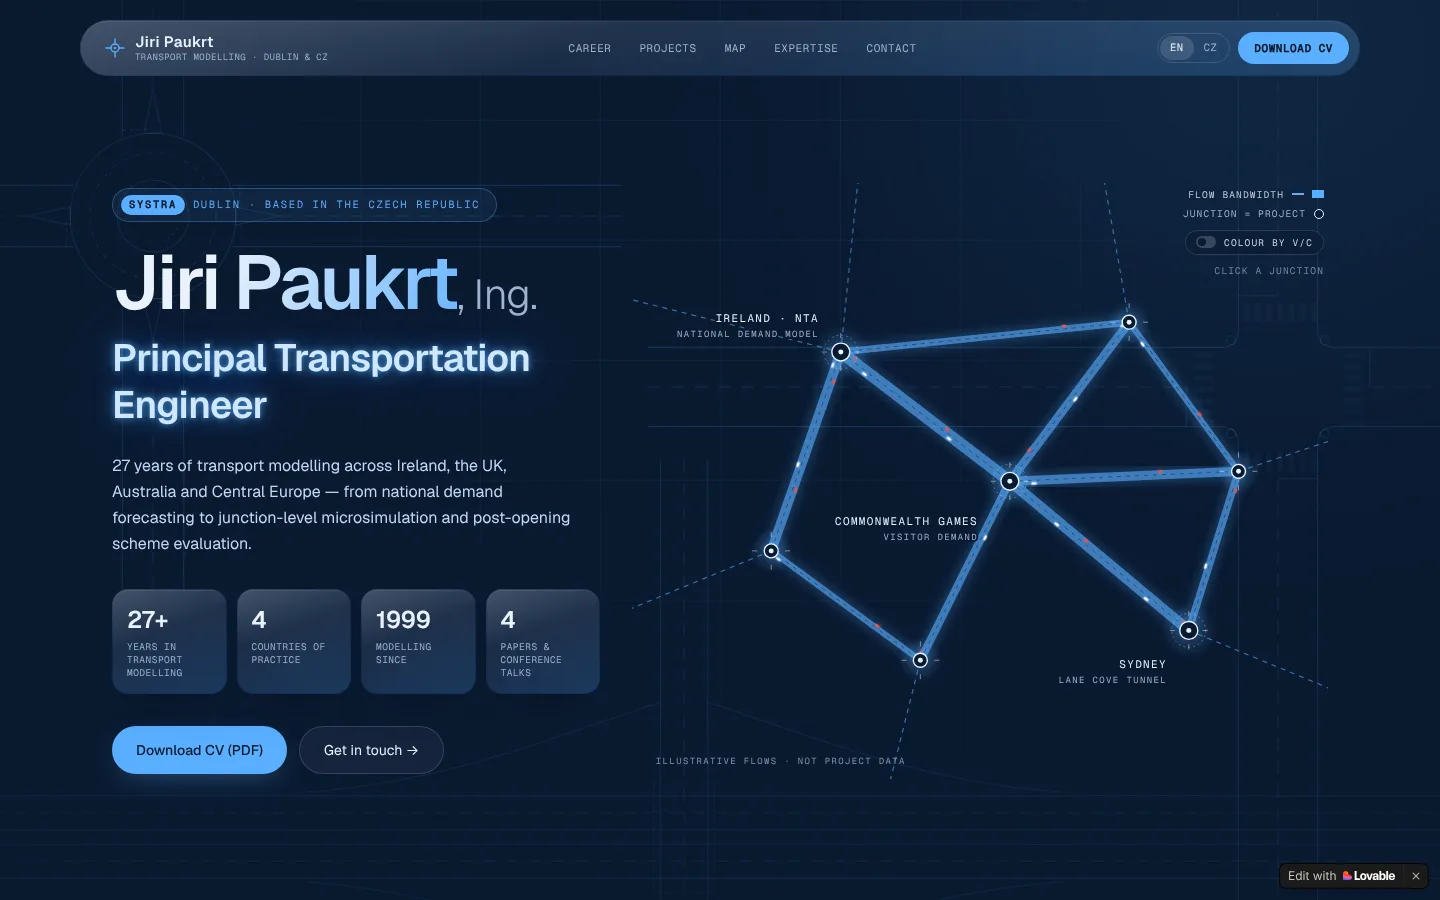 Jiri Paukrt
TRANSPORT MODELLING · DUBLIN & CZ
CAREER
PROJECTS
MAP
EXPERTISE
CONTACT
EN
CZ
DOWNLOAD CV
SYSTRA
DUBLIN · BASED IN THE CZECH REPUBLIC
Jiri Paukrt, Ing.
Principal Transportation
Engineer
27 years of transport modelling across Ireland, the UK,
Australia and Central Europe — from national demand
forecasting to junction-level microsimulation and post-opening
scheme evaluation.
27+
YEARS IN
TRANSPORT
MODELLING
4
COUNTRIES OF
PRACTICE
1999
MODELLING
SINCE
4
PAPERS &
CONFERENCE
TALKS
Download CV (PDF)
Get in touch →
FLOW BANDWIDTH
JUNCTION = PROJECT
COLOUR BY V/C
CLICK A JUNCTION
IRELAND · NTA
NATIONAL DEMAND MODEL
COMMONWEALTH GAMES
VISITOR DEMAND
SYDNEY
LANE COVE TUNNEL
ILLUSTRATIVE FLOWS · NOT PROJECT DATA
Edit with Lovable ×